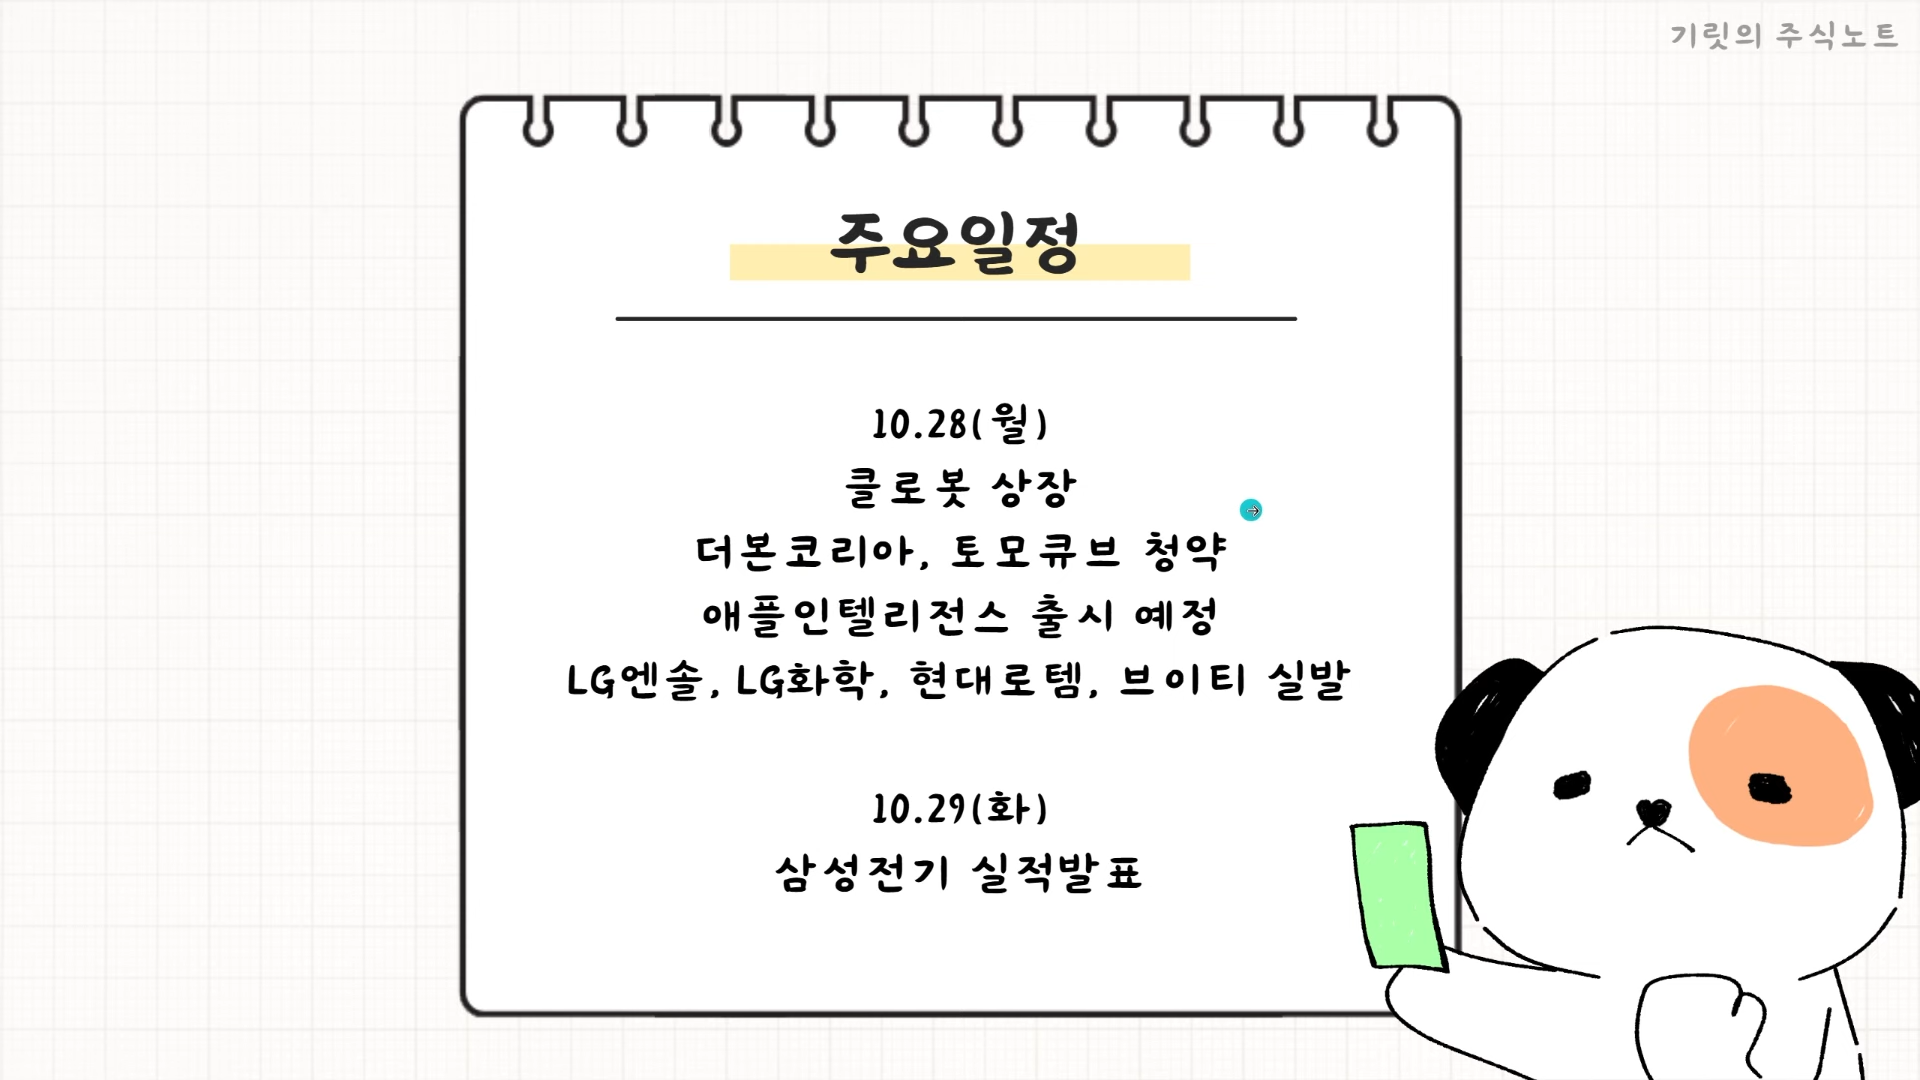 기릿의 주식노트
주요일정
10.28(월)
클로봇 상장
더본코리아, 토모큐브 청약
애플인텔리전스 출시 예정
LG엔솔, LG화학, 현대로템, 브이티 실발
10.29(화)
삼성전기 실적발표